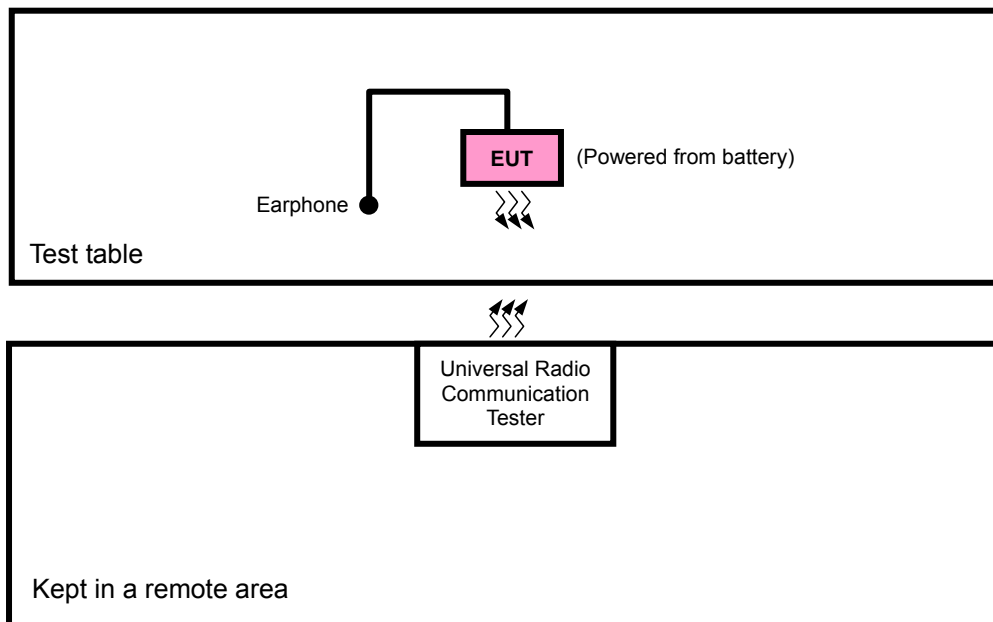 EUT
(Powered from battery)
Earphone
Test table
Universal Radio
Communication
Tester
Kept in a remote area